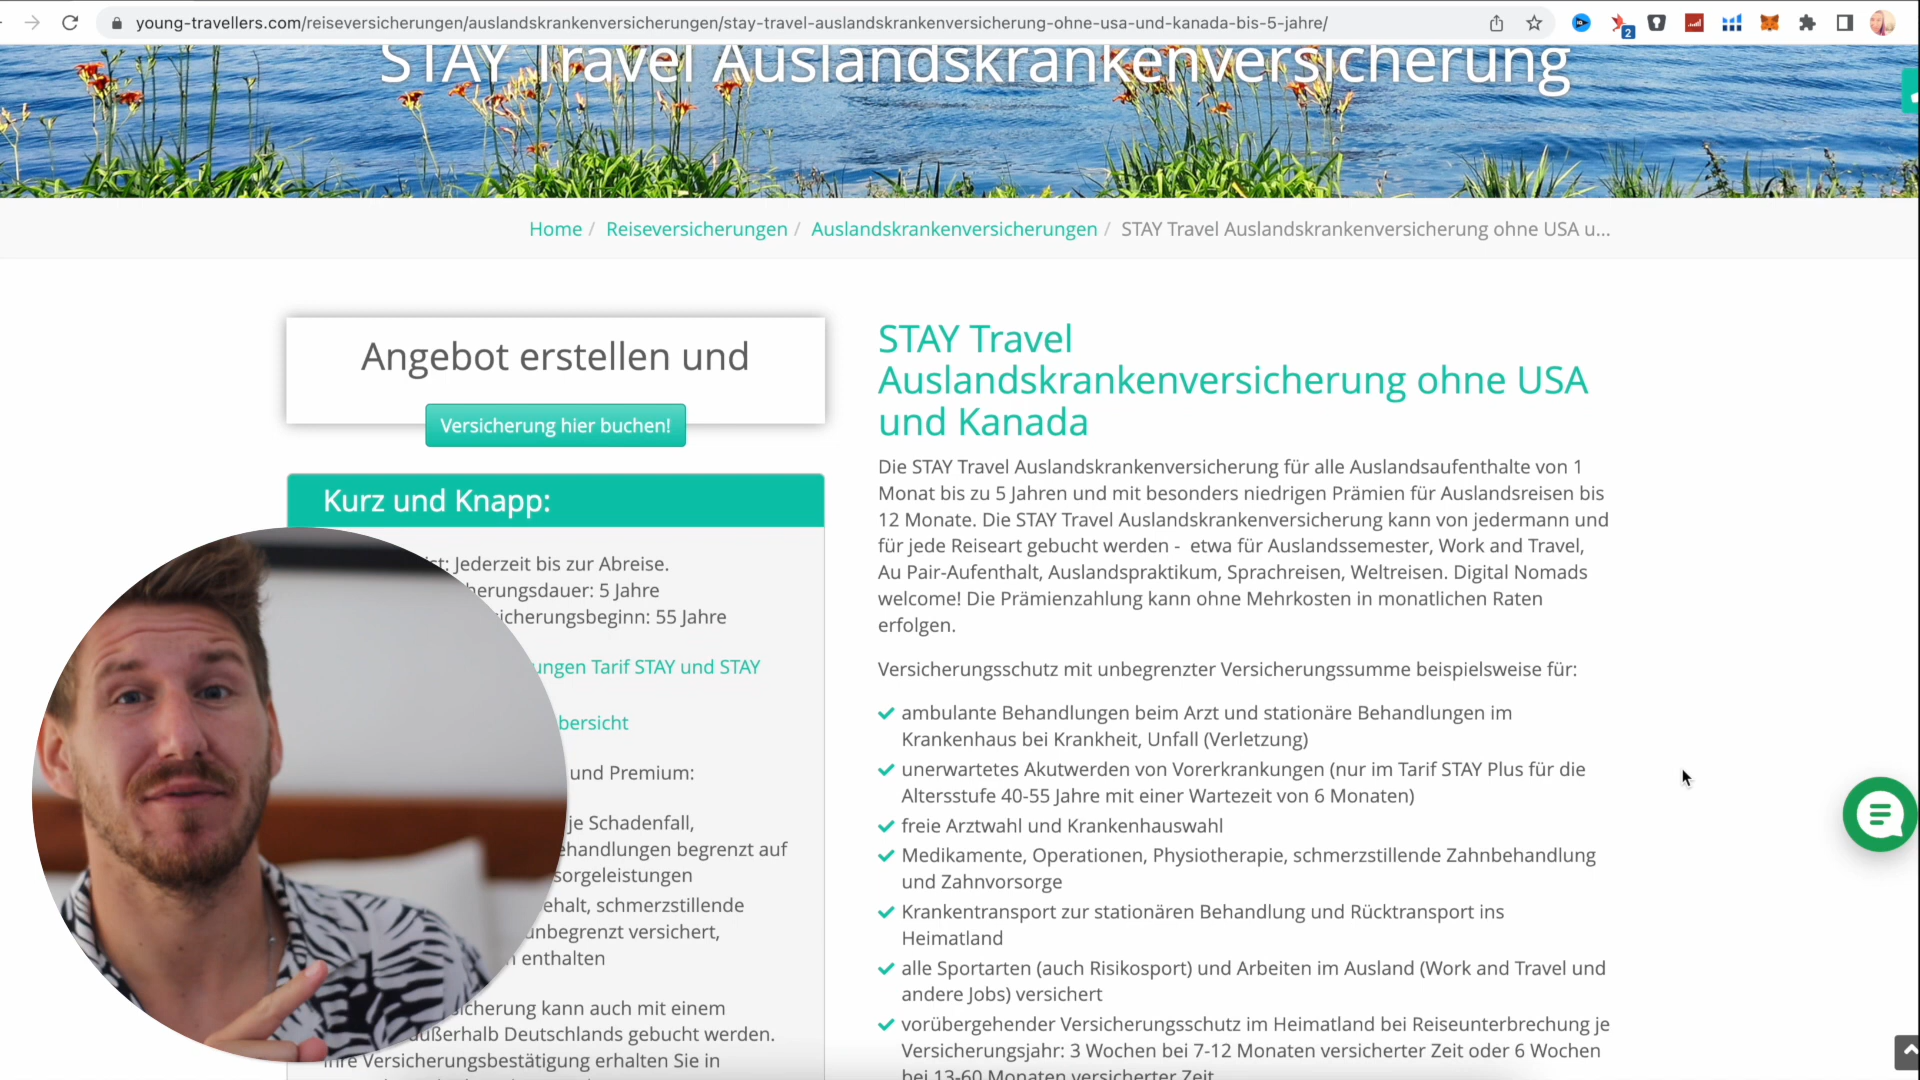 young-travellers.com/reiseversicherungen/auslandskrankenversicherungen/stay-travel-auslandskrankenversicherung-ohne-usa-und-kanada-bis-5-jahre/
2
STAY Travel Auslandskrankenversicherung
Home / Reiseversicherungen / Auslandskrankenversicherungen / STAY Travel Auslandskrankenversicherung ohne USA u...
Angebot erstellen und
Versicherung hier buchen!
Kurz und Knapp:
Jederzeit bis zur Abreise.
5 Jahre
55 Jahre
Tarif STAY und STAY
und Premium:
je Schadenfall,
begrenzt auf
schmerzstillende
versichert,
enthalten
kann auch mit einem
Deutschlands gebucht werden.
Ihre Versicherungsbestätigung erhalten Sie in
STAY Travel
Auslandskrankenversicherung ohne USA
und Kanada
Die STAY Travel Auslandskrankenversicherung für alle Auslandsaufenthalte von 1
Monat bis zu 5 Jahren und mit besonders niedrigen Prämien für Auslandsreisen bis
12 Monate. Die STAY Travel Auslandskrankenversicherung kann von jedermann und
für jede Reiseart gebucht werden - etwa für Auslandssemester, Work and Travel,
Au Pair-Aufenthalt, Auslandspraktikum, Sprachreisen, Weltreisen. Digital Nomads
welcome! Die Prämienzahlung kann ohne Mehrkosten in monatlichen Raten
erfolgen.
Versicherungsschutz mit unbegrenzter Versicherungssumme beispielsweise für:
ambulante Behandlungen beim Arzt und stationäre Behandlungen im
Krankenhaus bei Krankheit, Unfall (Verletzung)
unerwartetes Akutwerden von Vorerkrankungen (nur im Tarif STAY Plus für die
Altersstufe 40-55 Jahre mit einer Wartezeit von 6 Monaten)
freie Arztwahl und Krankenhauswahl
Medikamente, Operationen, Physiotherapie, schmerzstillende Zahnbehandlung
und Zahnvorsorge
Krankentransport zur stationären Behandlung und Rücktransport ins
Heimatland
alle Sportarten (auch Risikosport) und Arbeiten im Ausland (Work and Travel und
andere Jobs) versichert
vorübergehender Versicherungsschutz im Heimatland bei Reiseunterbrechung je
Versicherungsjahr: 3 Wochen bei 7-12 Monaten versicherter Zeit oder 6 Wochen
bei 13-60 Monaten versicherter Zeit